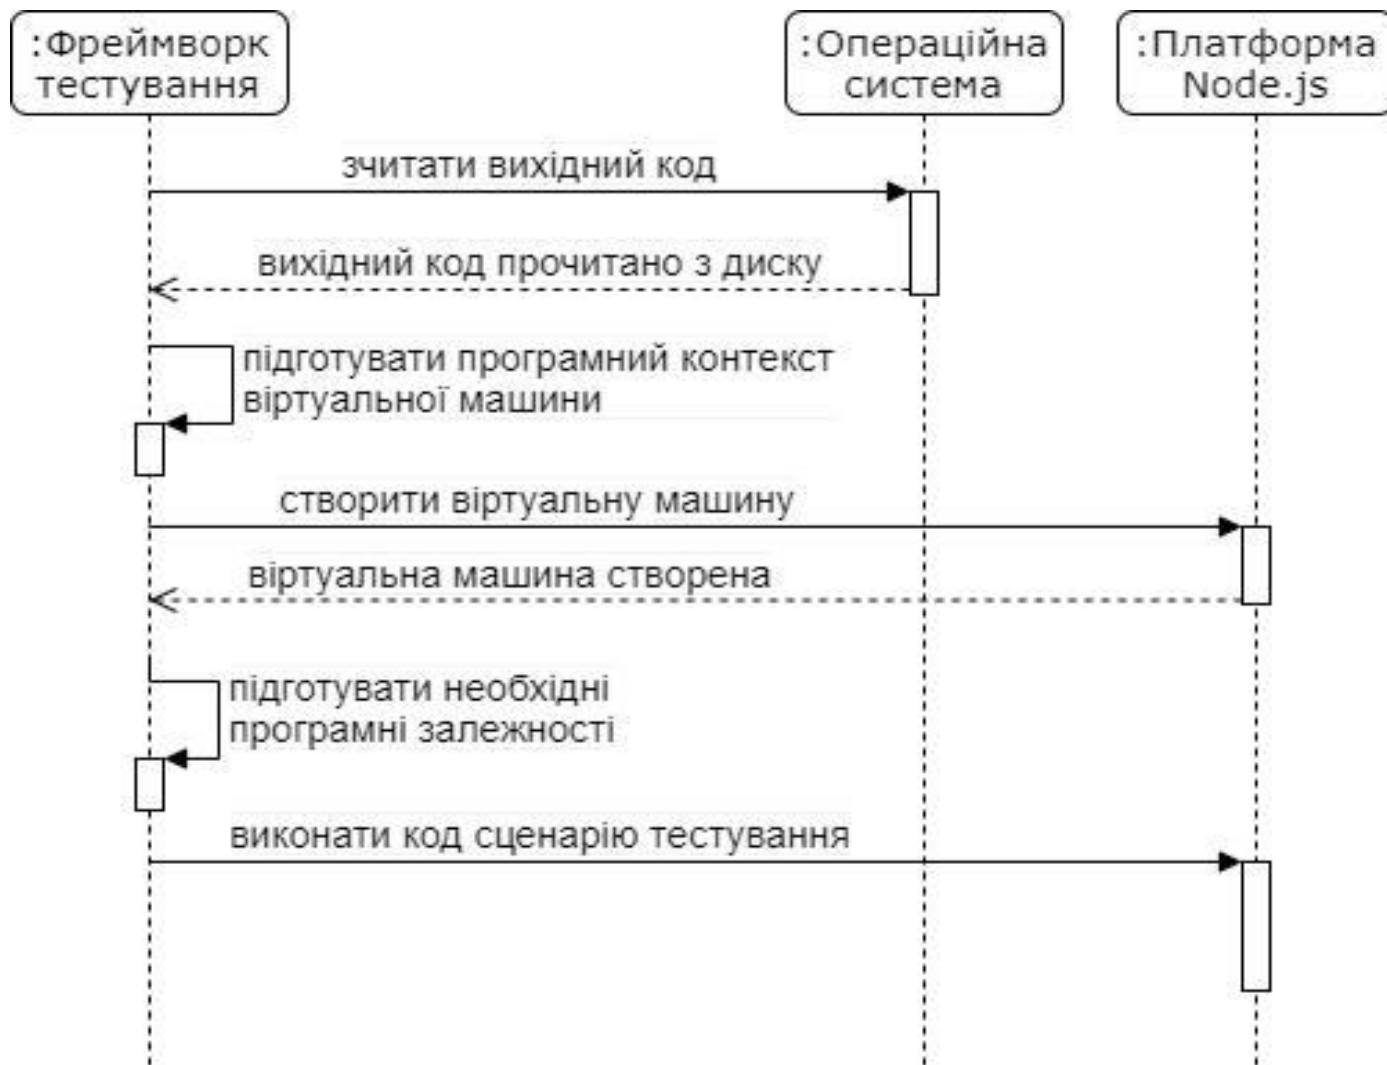 :Фреймворк
тестування
:Операційна
система
:Платформа
Node.js
зчитати вихідний код
вихідний код прочитано з диску
підготувати програмний контекст
віртуальної машини
створити віртуальну машину
віртуальна машина створена
підготувати необхідні
програмні залежності
виконати код сценарію тестування